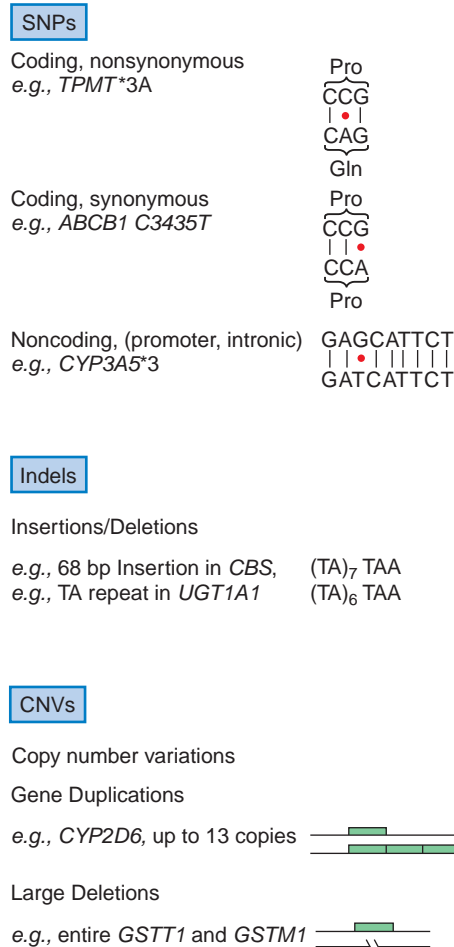 SNPs
Coding, nonsynonymous
e.g., TPMT*3A
Pro
CCG
CAG
Gln
Coding, synonymous
e.g., ABCB1 C3435T
Pro
CCG
CCA
Pro
Noncoding, (promoter, intronic)
e.g., CYP3A5*3
GAGCATTCT
GATCATTCT
Indels
Insertions/Deletions
e.g., 68 bp Insertion in CBS, (TA)7 TAA
e.g., TA repeat in UGT1A1 (TA)6 TAA
CNVs
Copy number variations
Gene Duplications
e.g., CYP2D6, up to 13 copies
Large Deletions
e.g., entire GSTT1 and GSTM1